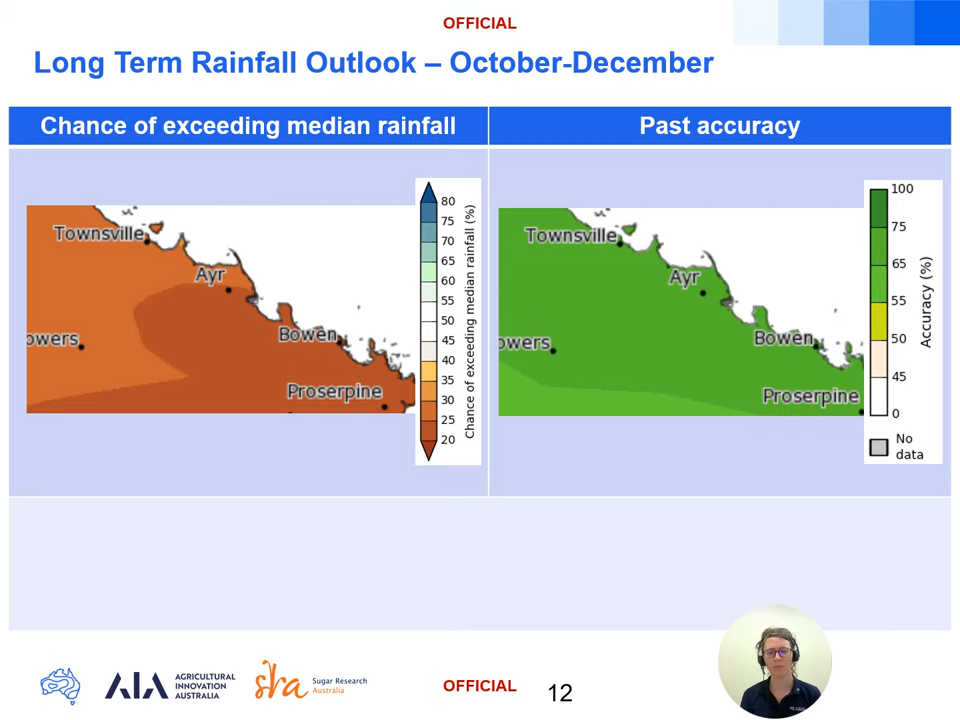 OFFICIAL
Long Term Rainfall Outlook – October-December
Chance of exceeding median rainfall
Past accuracy
Townsville
Ayr
owers
Bowen
Proserpine
80
75
70
65
60
55
50
45
40
35
30
25
20
Chance of exceeding median rainfall (%)
Townsville
Ayr
owers
Bowen
Proserpine
100
75
65
55
50
45
0
Accuracy (%)
No
data
AIA
AGRICULTURAL
INNOVATION
AUSTRALIA
sra
Sugar Research
Australia
OFFICIAL
12